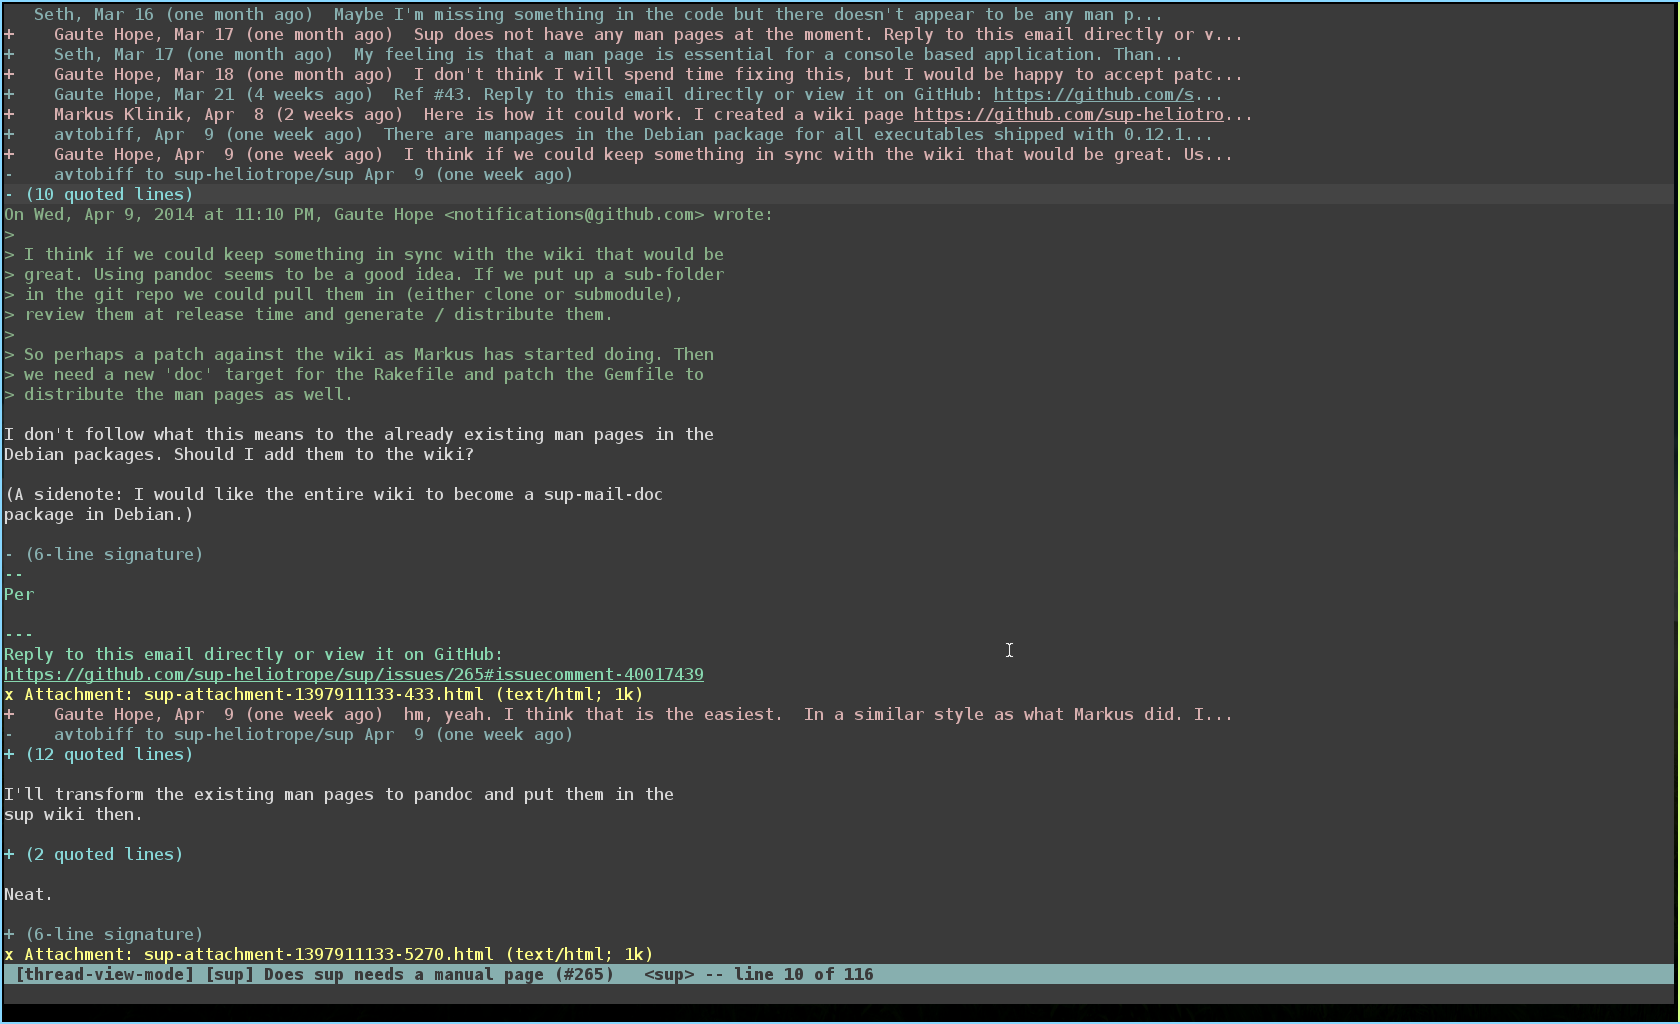 Seth, Mar 16 (one month ago)  Maybe I'm missing something in the code but there doesn't appear to be any man p...
+    Gaute Hope, Mar 17 (one month ago)  Sup does not have any man pages at the moment. Reply to this email directly or v...
+    Seth, Mar 17 (one month ago)  My feeling is that a man page is essential for a console based application. Than...
+    Gaute Hope, Mar 18 (one month ago)  I don't think I will spend time fixing this, but I would be happy to accept patc...
+    Gaute Hope, Mar 21 (4 weeks ago)  Ref #43. Reply to this email directly or view it on GitHub: https://github.com/s...
+    Markus Klinik, Apr  8 (2 weeks ago)  Here is how it could work. I created a wiki page https://github.com/sup-heliotro...
+    avtobiff, Apr  9 (one week ago)  There are manpages in the Debian package for all executables shipped with 0.12.1...
+    Gaute Hope, Apr  9 (one week ago)  I think if we could keep something in sync with the wiki that would be great. Us...
-    avtobiff to sup-heliotrope/sup Apr  9 (one week ago)
- (10 quoted lines)
On Wed, Apr 9, 2014 at 11:10 PM, Gaute Hope <notifications@github.com> wrote:
>
> I think if we could keep something in sync with the wiki that would be
> great. Using pandoc seems to be a good idea. If we put up a sub-folder
> in the git repo we could pull them in (either clone or submodule),
> review them at release time and generate / distribute them.
>
> So perhaps a patch against the wiki as Markus has started doing. Then
> we need a new 'doc' target for the Rakefile and patch the Gemfile to
> distribute the man pages as well.
I don't follow what this means to the already existing man pages in the
Debian packages. Should I add them to the wiki?
(A sidenote: I would like the entire wiki to become a sup-mail-doc
package in Debian.)
- (6-line signature)
--
Per
---
Reply to this email directly or view it on GitHub:
https://github.com/sup-heliotrope/sup/issues/265#issuecomment-40017439
x Attachment: sup-attachment-1397911133-433.html (text/html; 1k)
+    Gaute Hope, Apr  9 (one week ago)  hm, yeah. I think that is the easiest.  In a similar style as what Markus did. I...
-    avtobiff to sup-heliotrope/sup Apr  9 (one week ago)
+ (12 quoted lines)
I'll transform the existing man pages to pandoc and put them in the
sup wiki then.
+ (2 quoted lines)
Neat.
+ (6-line signature)
x Attachment: sup-attachment-1397911133-5270.html (text/html; 1k)
[thread-view-mode] [sup] Does sup needs a manual page (#265)   <sup> -- line 10 of 116